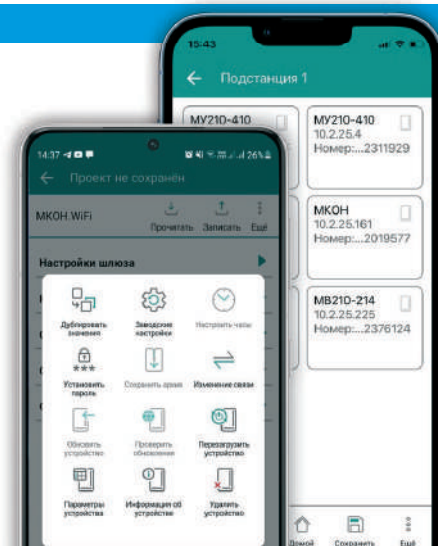 15:43
Подстанция 1
МУ210-410
МУ210-410
10.2.25.4
Номер:...2311929
МКОН
10.2.25.161
Номер:...2019577
МВ210-214
10.2.25.225
Номер:...2376124
Домой
Сохранить
Ещё
14:37
26%
Проект не сохранён
МКОН.WiFi
Прочитать
Записать
Ещё
Настройки шлюза
Дублировать
значения
Заводские
настройки
Настроить часы
Установить
пароль
Сохранить архив
Изменение связи
Обновить
устройство
Проверить
обновление
Перезагрузить
устройство
Параметры
устройства
Информация об
устройстве
Удалить
устройство